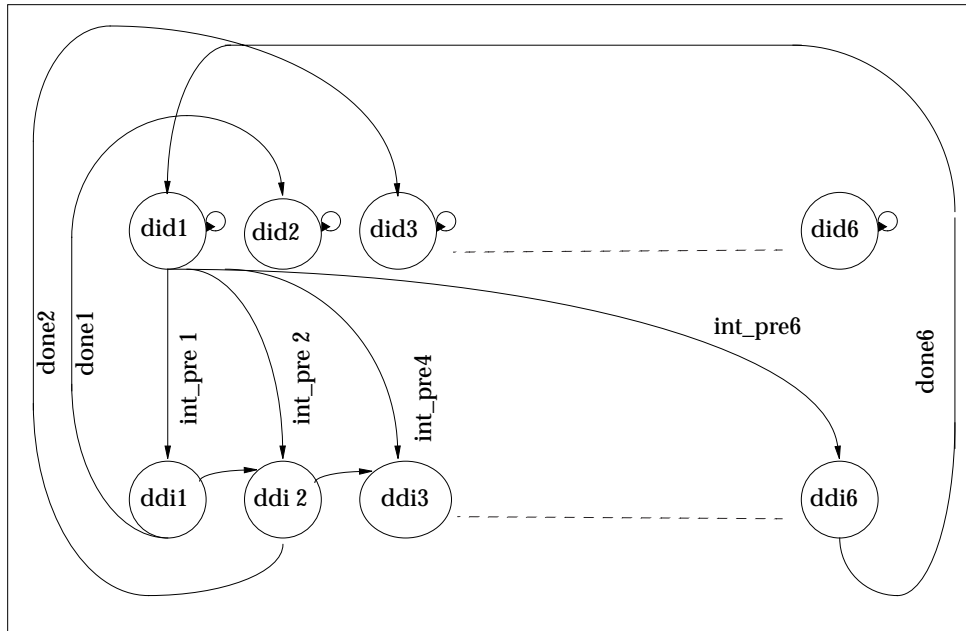 did1
did2
did3
did6
done2
done1
int_pre 1
int_pre 2
int_pre4
int_pre6
done6
ddi1
ddi 2
ddi3
ddi6